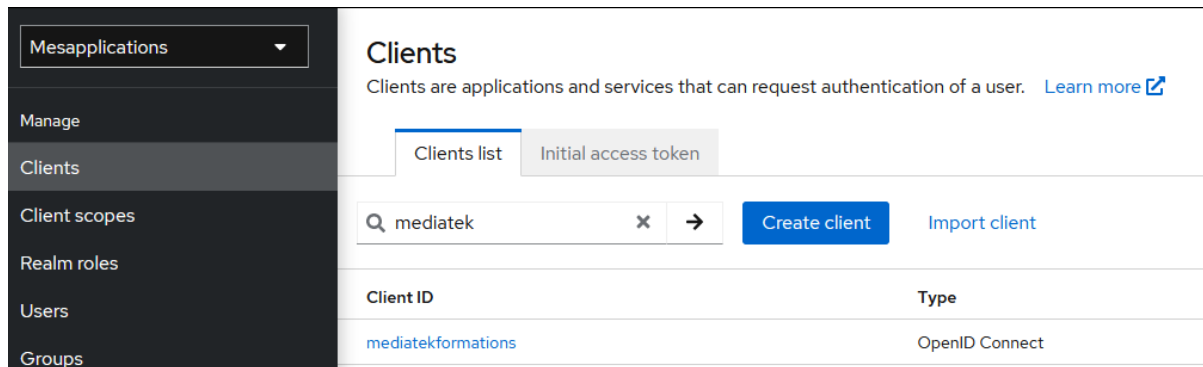 Mesapplications
Manage
Clients
Client scopes
Realm roles
Users
Groups
Clients
Clients are applications and services that can request authentication of a user. Learn more
Clients list Initial access token
mediatek Create client Import client
Client ID Type
mediatekformations OpenID Connect